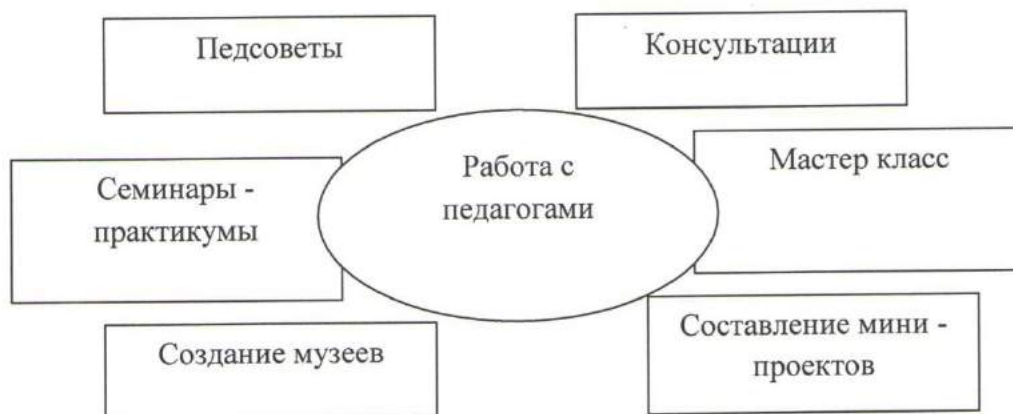 Педсоветы
Консультации
Работа с
педагогами
Семинары -
практикумы
Мастер класс
Создание музеев
Составление мини -
проектов